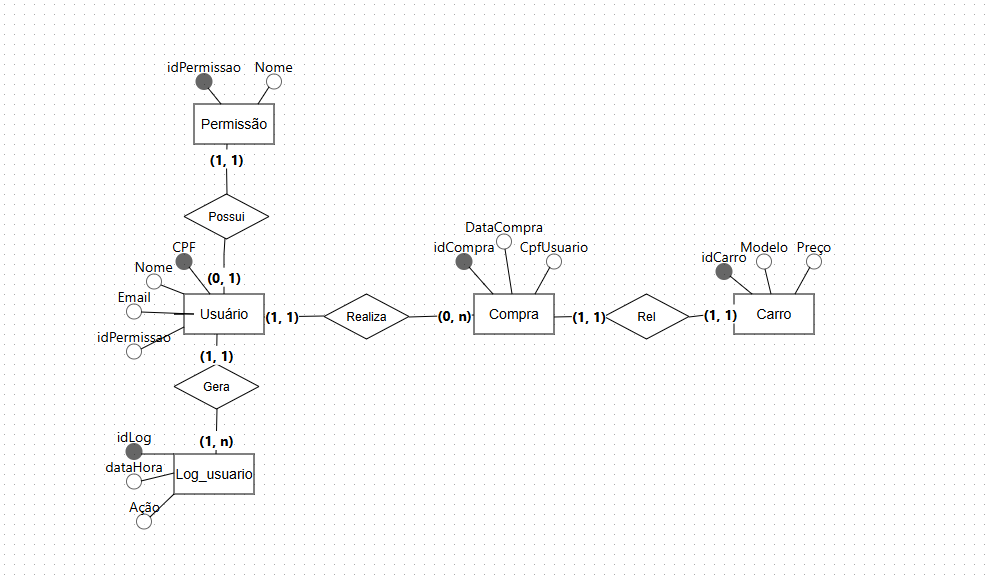 idPermissao
Nome
Permissão
(1, 1)
Possui
(0, 1)
CPF
Nome
Email
idPermissao
Usuário
(1, 1)
Realiza
(0, n)
DataCompra
idCompra
CpfUsuario
Compra
(1, 1)
Rel
(1, 1)
idCarro
Modelo
Preço
Carro
(1, 1)
Gera
(1, n)
idLog
dataHora
Ação
Log_usuario